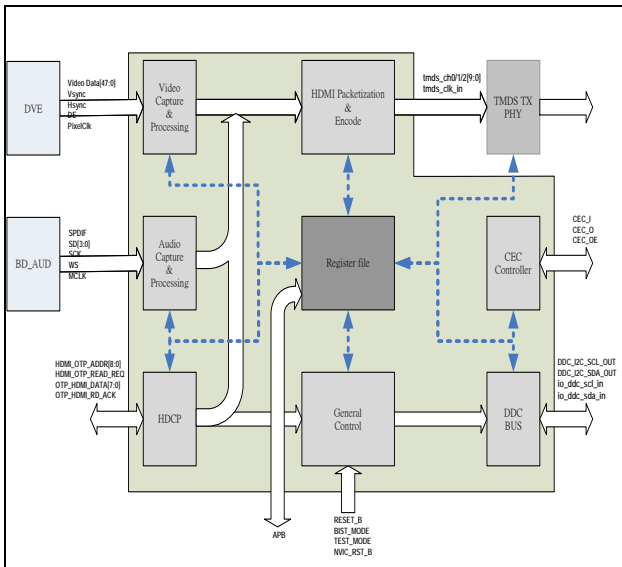 DVE
Video Data[47:0]
Vsync
Hsync
DE
PixelClk
Video
Capture
&
Processing
HDMI Packetization
&
Encode
tmds_ch0/1/2[9:0]
tmds_clk_in
TMDS TX
PHY
BD_AUD
SPDIF
SD[3:0]
SCK
WS
MCLK
Audio
Capture
&
Processing
Register file
CEC
Controller
CEC_I
CEC_O
CEC_OE
HDMI_OTP_ADDR[8:0]
HDMI_OTP_READ_REQ
OTP_HDMI_DATA[7:0]
OTP_HDMI_RD_ACK
HDCP
General
Control
DDC
BUS
DDC_I2C_SCL_OUT
DDC_I2C_SDA_OUT
io_ddc_scl_in
io_ddc_sda_in
APB
RESET_B
BIST_MODE
TEST_MODE
NVIC_RST_B